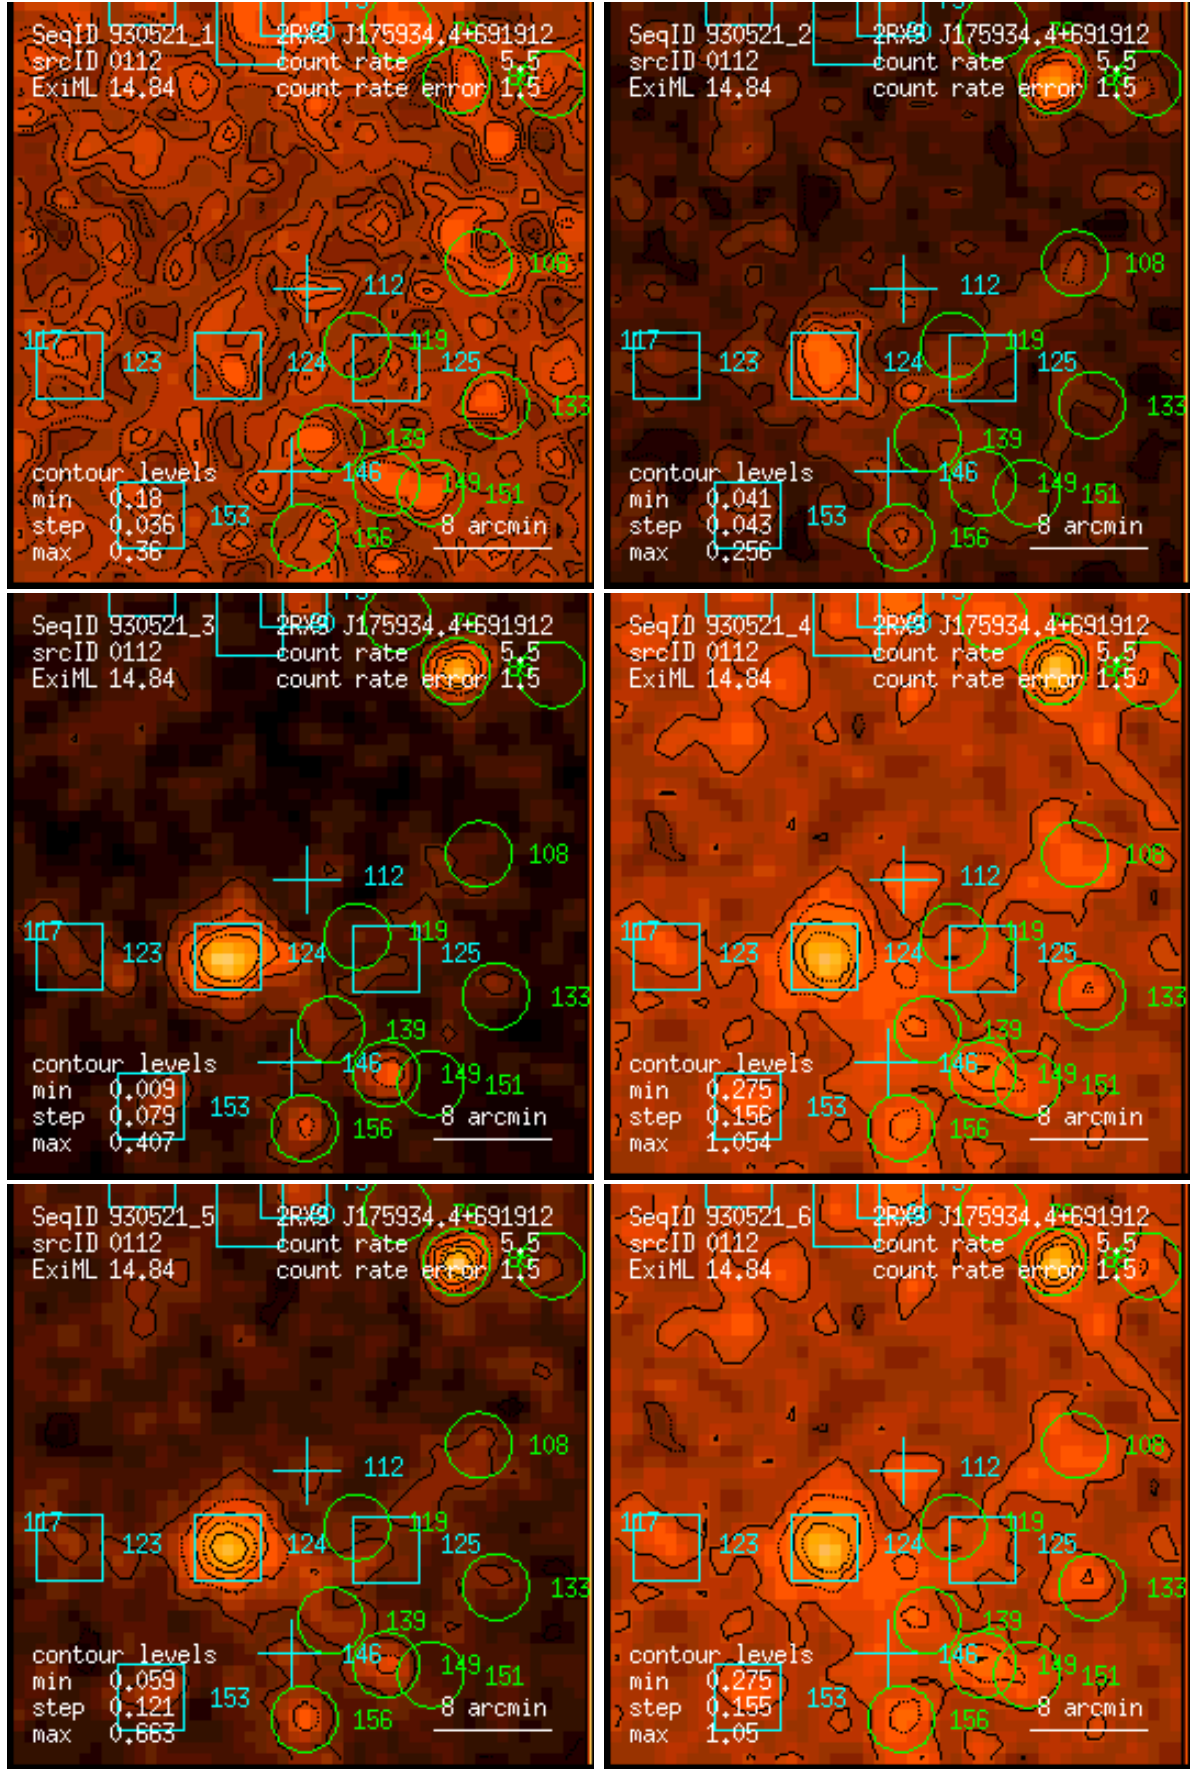 SeqID 930521_1 2RXS J175934.4+691912
srcID 0112 count rate 5.5
ExiML 14.84 count rate error 1.5
108
112
117
119
123 124 125
133
139
146
149 151
153
156
contour levels
min 0.18
step 0.036
max 0.36
8 arcmin
SeqID 930521_2 2RXS J175934.4+691912
srcID 0112 count rate 5.5
ExiML 14.84 count rate error 1.5
108
112
117
119
123 124 125
133
139
146
149 151
153
156
contour levels
min 0.041
step 0.043
max 0.256
8 arcmin
SeqID 930521_3 2RXS J175934.4+691912
srcID 0112 count rate 5.5
ExiML 14.84 count rate error 1.5
108
112
117
119
123 124 125
133
139
146
149 151
153
156
contour levels
min 0.009
step 0.079
max 0.407
8 arcmin
SeqID 930521_4 2RXS J175934.4+691912
srcID 0112 count rate 5.5
ExiML 14.84 count rate error 1.5
108
112
117
119
123 124 125
133
139
146
149 151
153
156
contour levels
min 0.275
step 0.156
max 1.054
8 arcmin
SeqID 930521_5 2RXS J175934.4+691912
srcID 0112 count rate 5.5
ExiML 14.84 count rate error 1.5
108
112
117
119
123 124 125
133
139
146
149 151
153
156
contour levels
min 0.059
step 0.121
max 0.663
8 arcmin
SeqID 930521_6 2RXS J175934.4+691912
srcID 0112 count rate 5.5
ExiML 14.84 count rate error 1.5
108
112
117
119
123 124 125
133
139
146
149 151
153
156
contour levels
min 0.275
step 0.155
max 1.05
8 arcmin